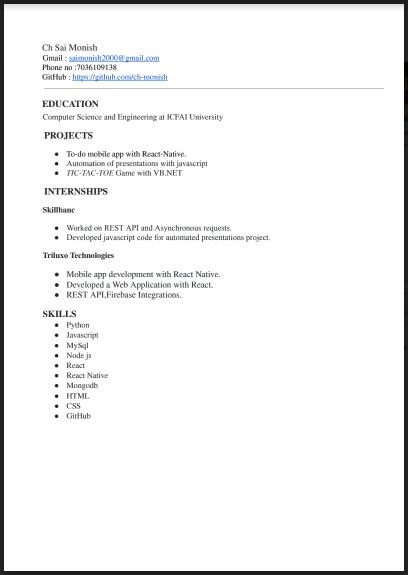 Ch Sai Monish
Gmail : saimonish2000@gmail.com
Phone no :7036109138
GitHub : https://github.com/ch-monish
EDUCATION
Computer Science and Engineering at ICFAI University
PROJECTS
● To-do mobile app with React-Native.
● Automation of presentations with javascript
● TIC-TAC-TOE Game with VB.NET
INTERNSHIPS
Skillbanc
● Worked on REST API and Asynchronous requests.
● Developed javascript code for automated presentations project.
Triluxo Technologies
● Mobile app development with React Native.
● Developed a Web Application with React.
● REST API,Firebase Integrations.
SKILLS
● Python
● Javascript
● MySql
● Node js
● React
● React Native
● Mongodb
● HTML
● CSS
● GitHub